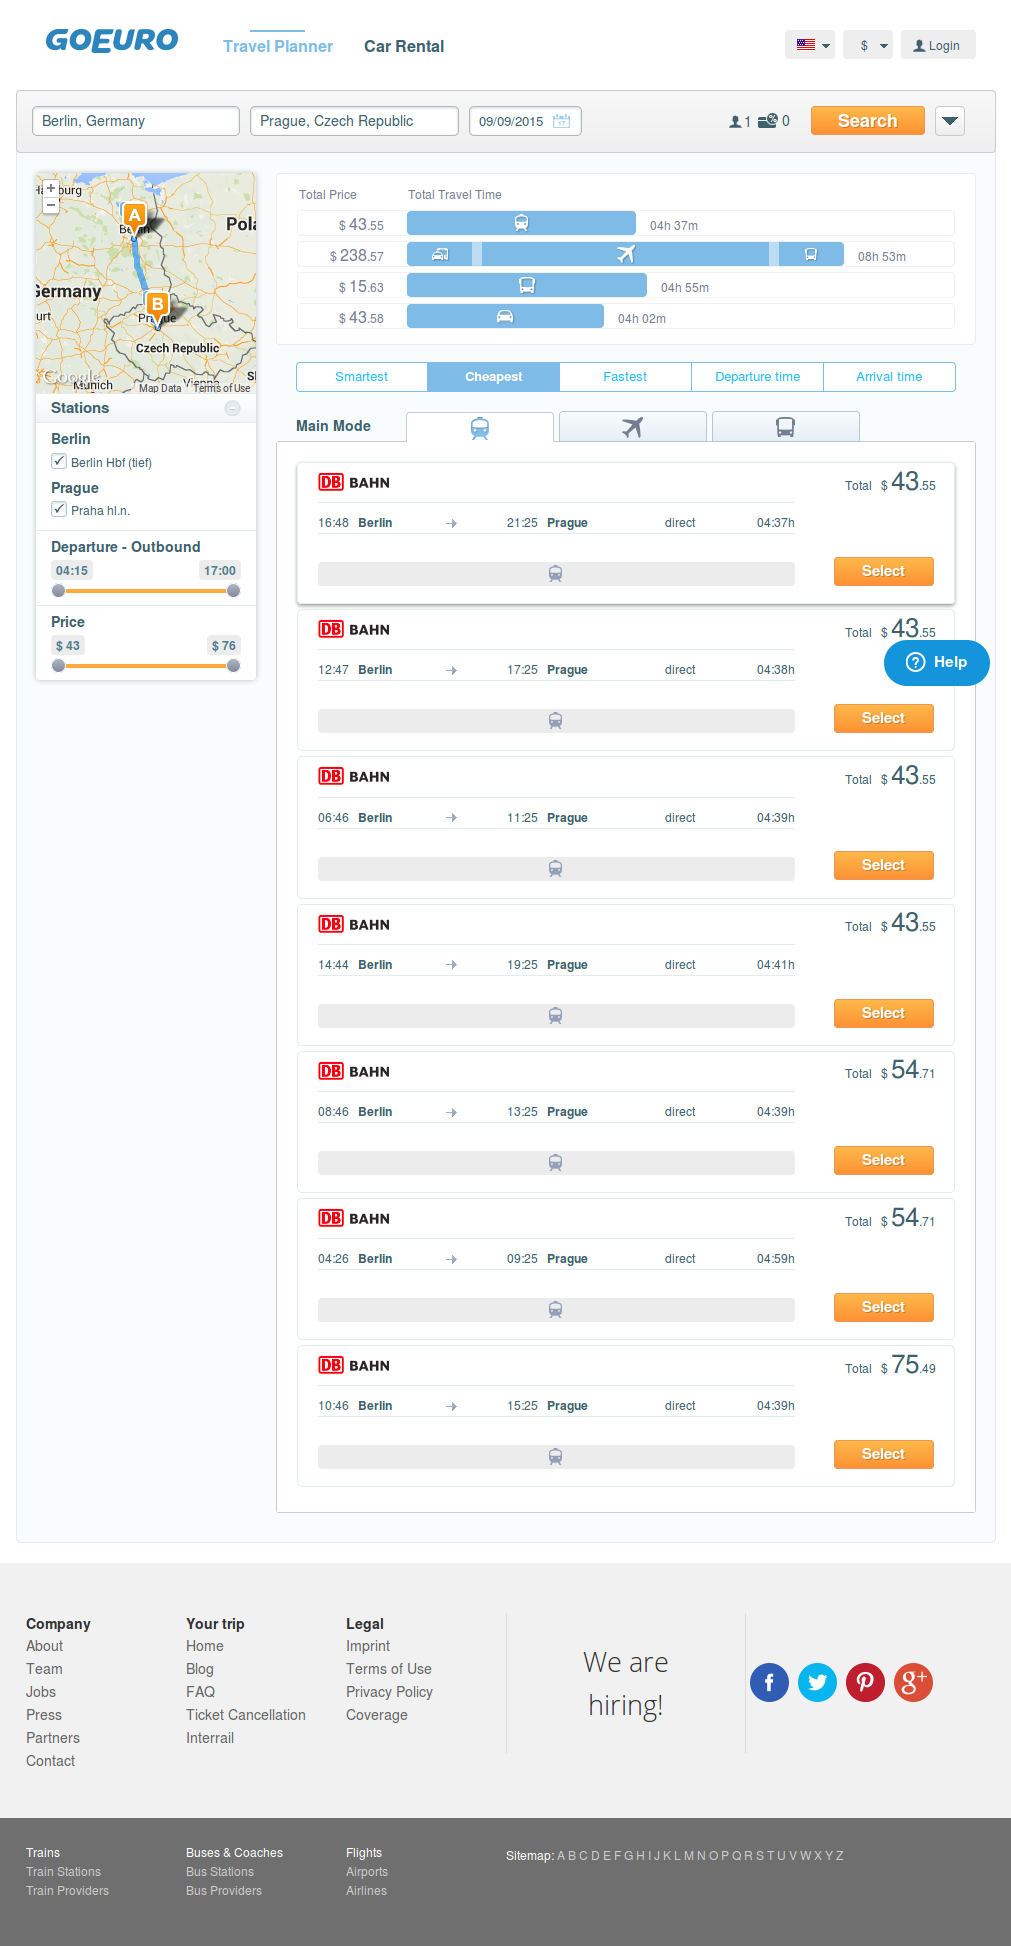 GOEURO Travel Planner Car Rental $ Login
Berlin, Germany Prague, Czech Republic 09/09/2015 17 1 0 Search
Stations
Berlin
Berlin Hbf (tief)
Prague
Praha hl.n.
Departure - Outbound
04:15 17:00
Price
$ 43 $ 76
+
−
A
B
Germany
Czech Republic
Google
Map Data Terms of Use
Total Price Total Travel Time
$ 43.55 04h 37m
$ 238.57 08h 53m
$ 15.63 04h 55m
$ 43.58 04h 02m
Smartest Cheapest Fastest Departure time Arrival time
Main Mode
DB BAHN Total $ 43.55
16:48 Berlin 21:25 Prague direct 04:37h
Select
DB BAHN Total $ 43.55
12:47 Berlin 17:25 Prague direct 04:38h
Help
Select
DB BAHN Total $ 43.55
06:46 Berlin 11:25 Prague direct 04:39h
Select
DB BAHN Total $ 43.55
14:44 Berlin 19:25 Prague direct 04:41h
Select
DB BAHN Total $ 54.71
08:46 Berlin 13:25 Prague direct 04:39h
Select
DB BAHN Total $ 54.71
04:26 Berlin 09:25 Prague direct 04:59h
Select
DB BAHN Total $ 75.49
10:46 Berlin 15:25 Prague direct 04:39h
Select
Company
About
Team
Jobs
Press
Partners
Contact
Your trip
Home
Blog
FAQ
Ticket Cancellation
Interrail
Legal
Imprint
Terms of Use
Privacy Policy
Coverage
We are
hiring!
Trains
Train Stations
Train Providers
Buses & Coaches
Bus Stations
Bus Providers
Flights
Airports
Airlines
Sitemap: A B C D E F G H I J K L M N O P Q R S T U V W X Y Z